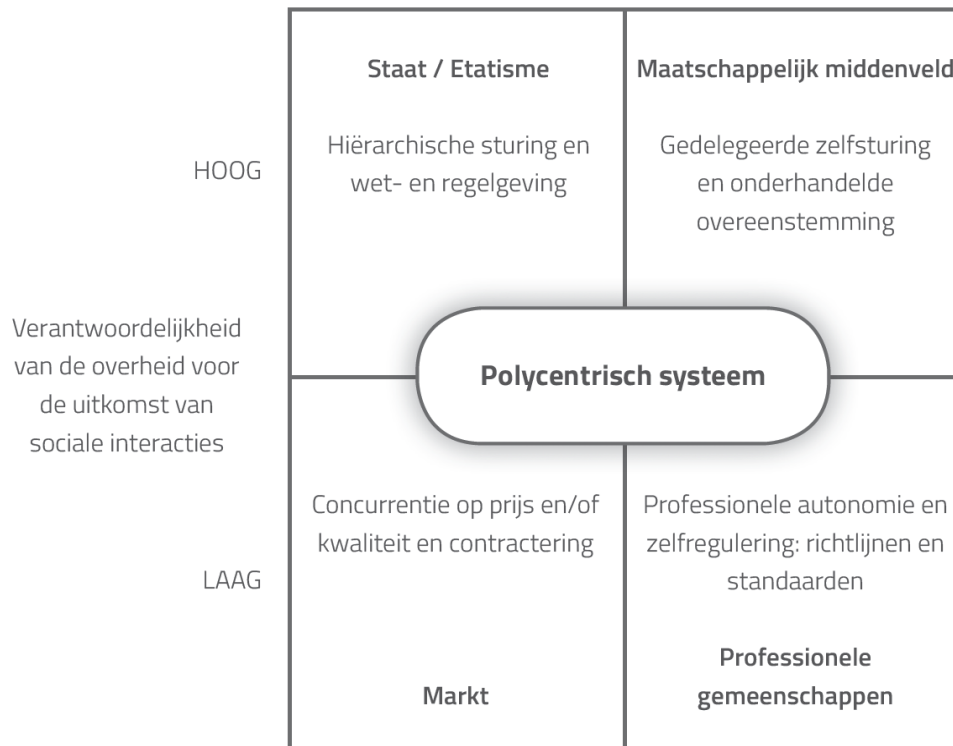 Staat / Etatisme
Maatschappelijk middenveld
HOOG
Hiërarchische sturing en
wet- en regelgeving
Gedelegeerde zelfsturing
en onderhandelde
overeenstemming
Verantwoordelijkheid
van de overheid voor
de uitkomst van
sociale interacties
Polycentrisch systeem
LAAG
Concurrentie op prijs en/of
kwaliteit en contractering
Markt
Professionele autonomie en
zelfregulering: richtlijnen en
standaarden
Professionele
gemeenschappen